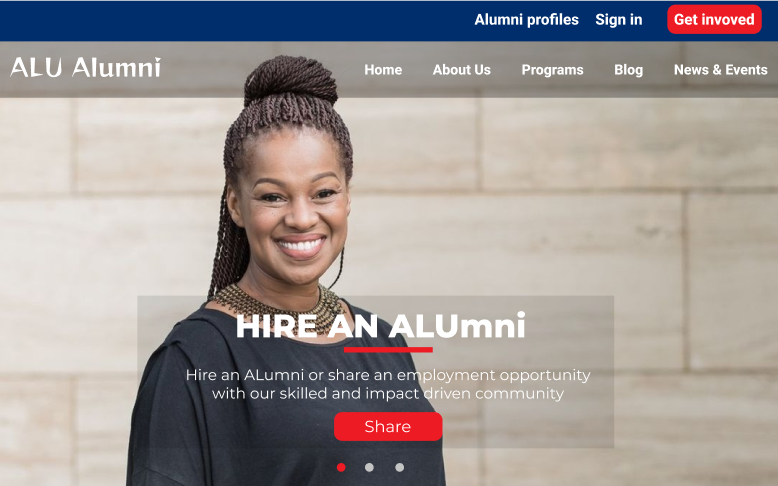 Alumni profiles Sign in Get invoved
ALU Alumni Home About Us Programs Blog News & Events
HIRE AN ALUmni
Hire an ALumni or share an employment opportunity
with our skilled and impact driven community
Share